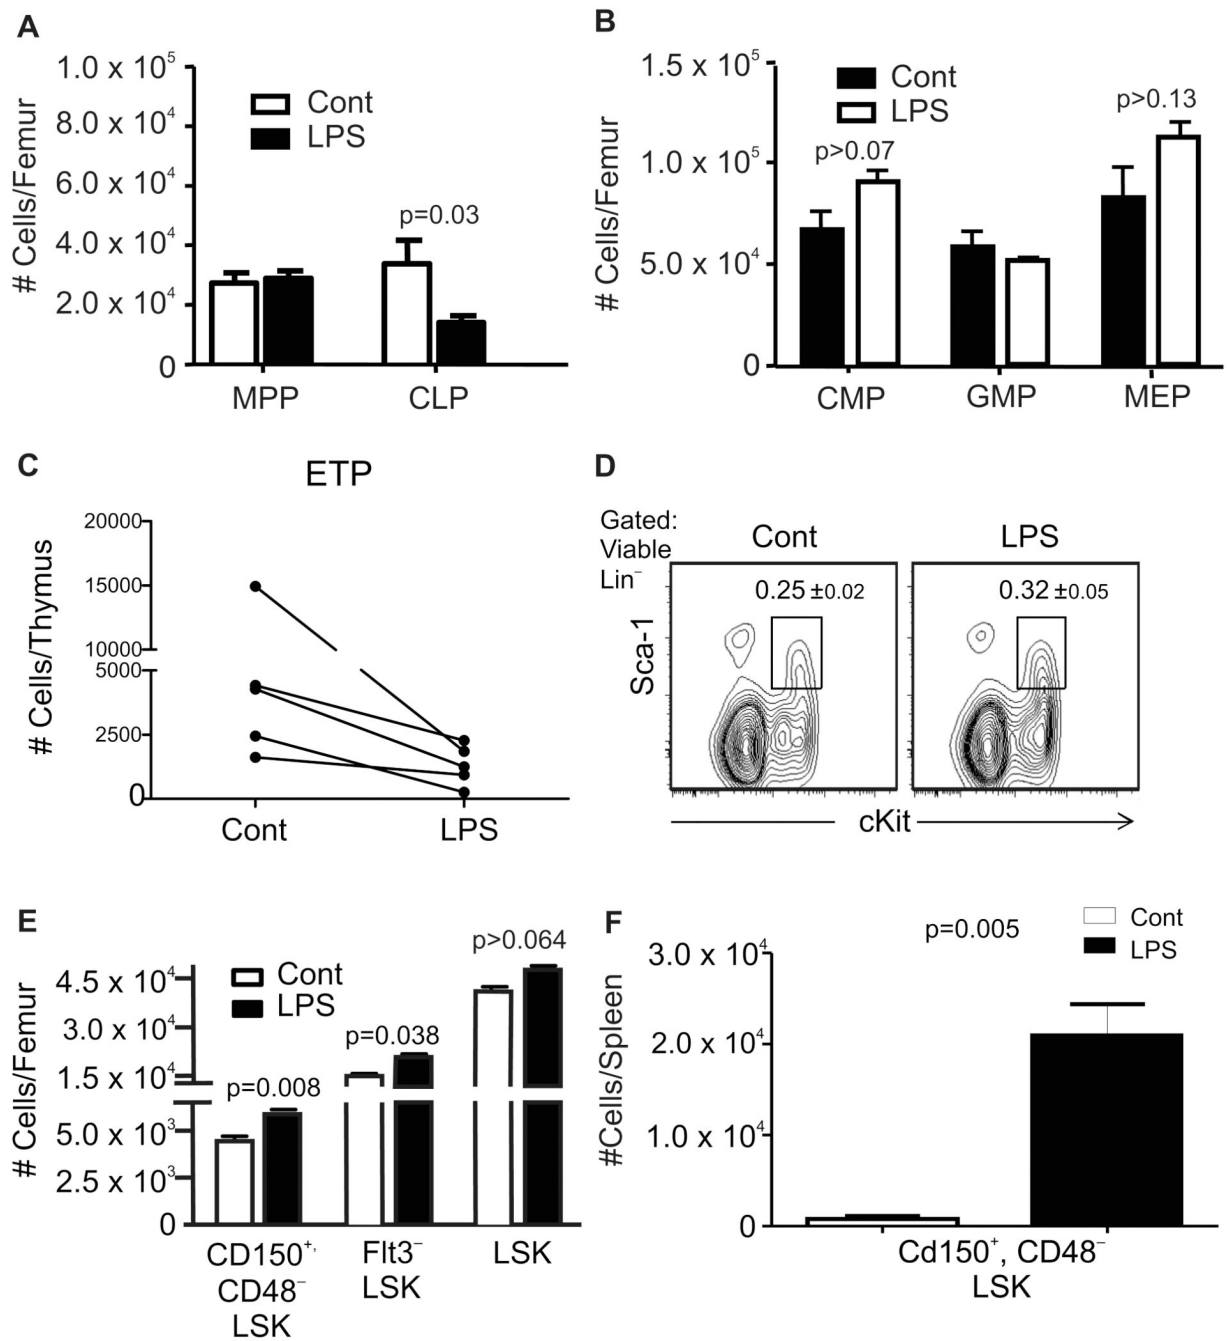 A
# Cells/Femur
1.0 x 10⁵
8.0 x 10⁴
6.0 x 10⁴
4.0 x 10⁴
2.0 x 10⁴
0
Cont
LPS
p=0.03
MPP
CLP
B
# Cells/Femur
1.5 x 10⁵
1.0 x 10⁵
5.0 x 10⁴
0
Cont
LPS
p>0.07
p>0.13
CMP
GMP
MEP
C
ETP
# Cells/Thymus
20000
15000
10000
5000
2500
0
Cont
LPS
D
Gated:
Viable
Lin⁻
Cont
LPS
0.25 ±0.02
0.32 ±0.05
Sca-1
cKit
E
# Cells/Femur
4.5 x 10⁴
3.0 x 10⁴
1.5 x 10⁴
5.0 x 10³
2.5 x 10³
0
Cont
LPS
p=0.008
p=0.038
p>0.064
CD150⁺,
CD48⁻
LSK
Flt3⁻
LSK
LSK
F
#Cells/Spleen
3.0 x 10⁴
2.0 x 10⁴
1.0 x 10⁴
0
p=0.005
Cont
LPS
Cd150⁺, CD48⁻
LSK